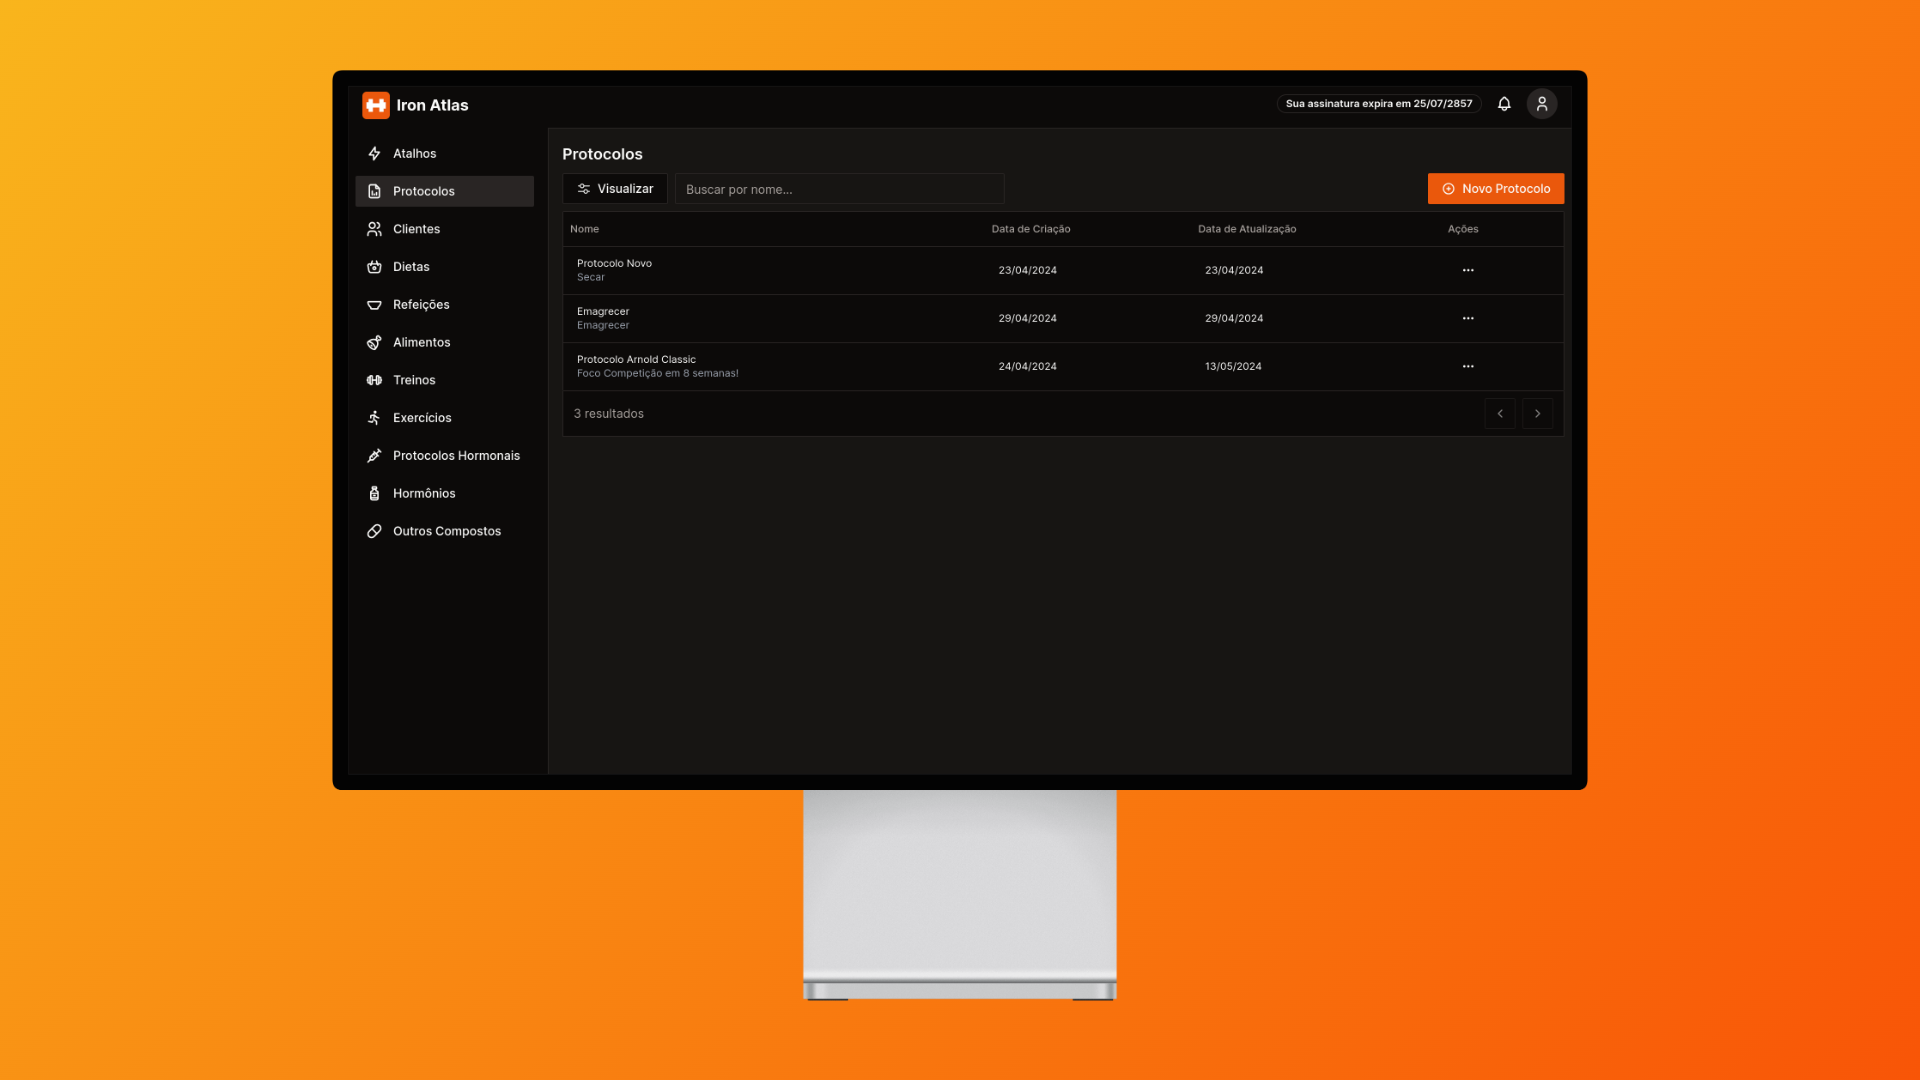 Iron Atlas
Sua assinatura expira em 25/07/2857
Atalhos
Protocolos
Clientes
Dietas
Refeições
Alimentos
Treinos
Exercícios
Protocolos Hormonais
Hormônios
Outros Compostos
Protocolos
Visualizar
Buscar por nome...
Novo Protocolo
Nome Data de Criação Data de Atualização Ações
Protocolo Novo
Secar
23/04/2024 23/04/2024 ...
Emagrecer
Emagrecer
29/04/2024 29/04/2024 ...
Protocolo Arnold Classic
Foco Competição em 8 semanas!
24/04/2024 13/05/2024 ...
3 resultados